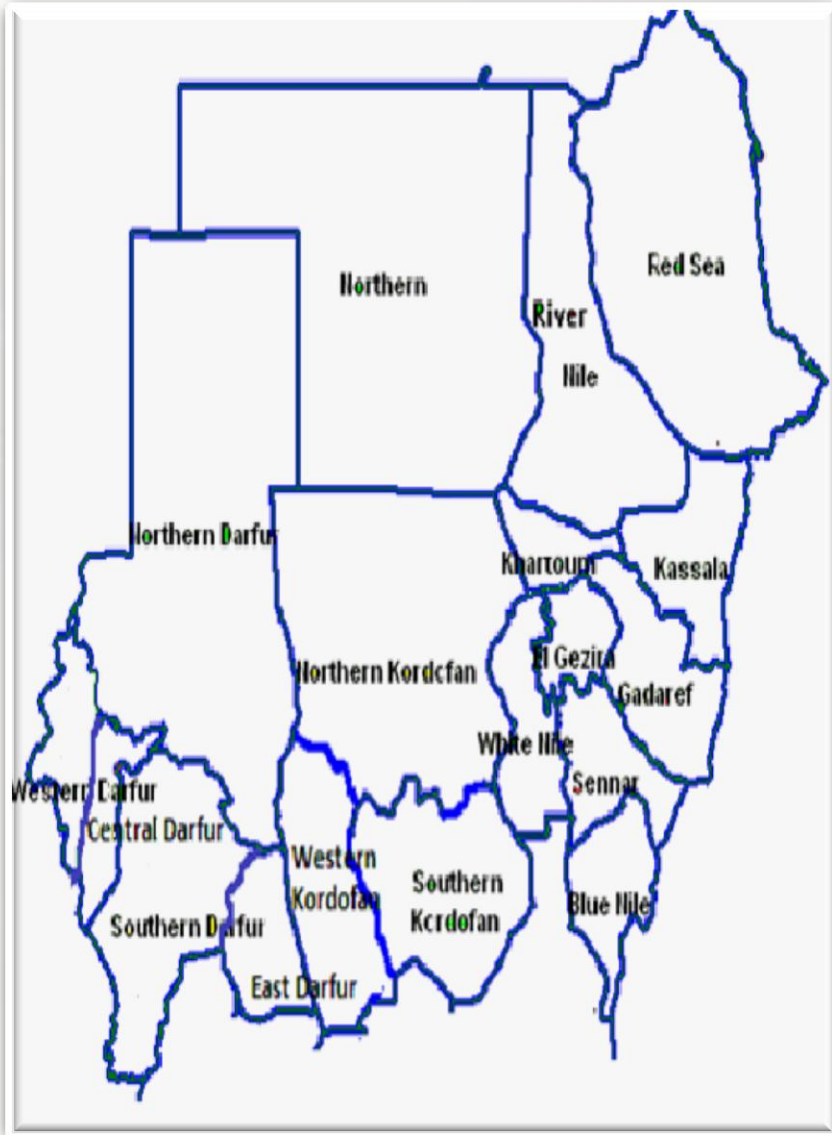 Red Sea
Northern
River
Nile
Northern Darfur
Khartoum
Kassala
El Gezira
Northern Kordofan
Gadaref
White Nile
Sennar
Western Darfur
Central Darfur
Western
Kordofan
Southern
Kordofan
Blue Nile
Southern Darfur
East Darfur